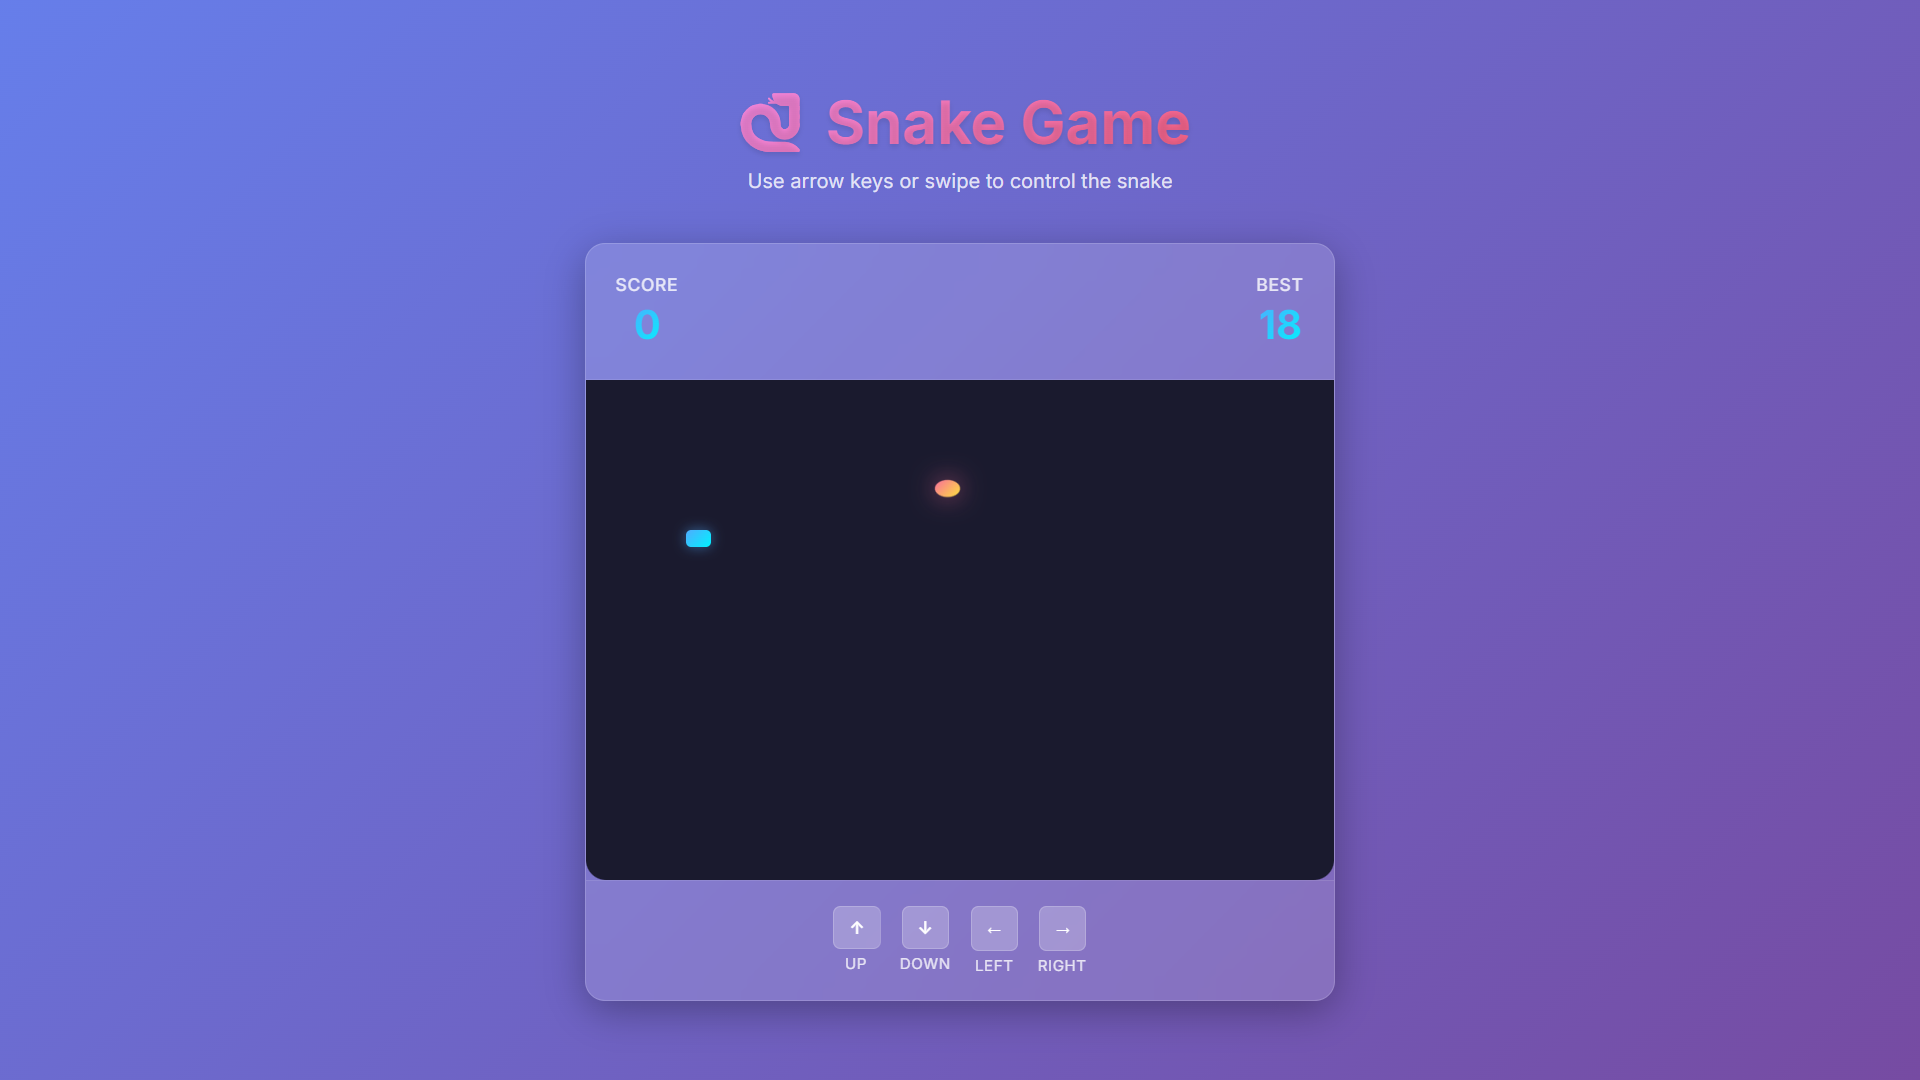 Snake Game
Use arrow keys or swipe to control the snake
SCORE
BEST
0
18
↑
↓
←
→
UP
DOWN
LEFT
RIGHT